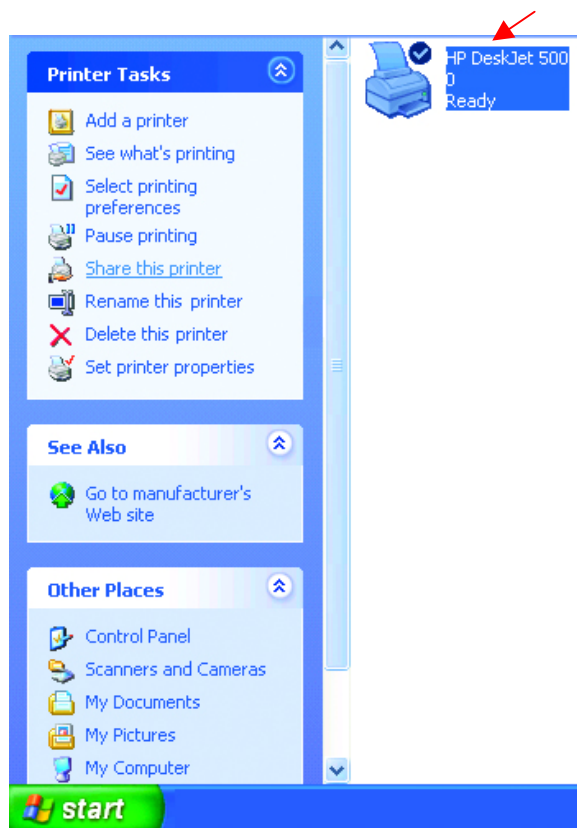 Printer Tasks
Add a printer
See what's printing
Select printing
preferences
Pause printing
Share this printer
Rename this printer
Delete this printer
Set printer properties
See Also
Go to manufacturer's
Web site
Other Places
Control Panel
Scanners and Cameras
My Documents
My Pictures
My Computer
HP DeskJet 500
0
Ready
start